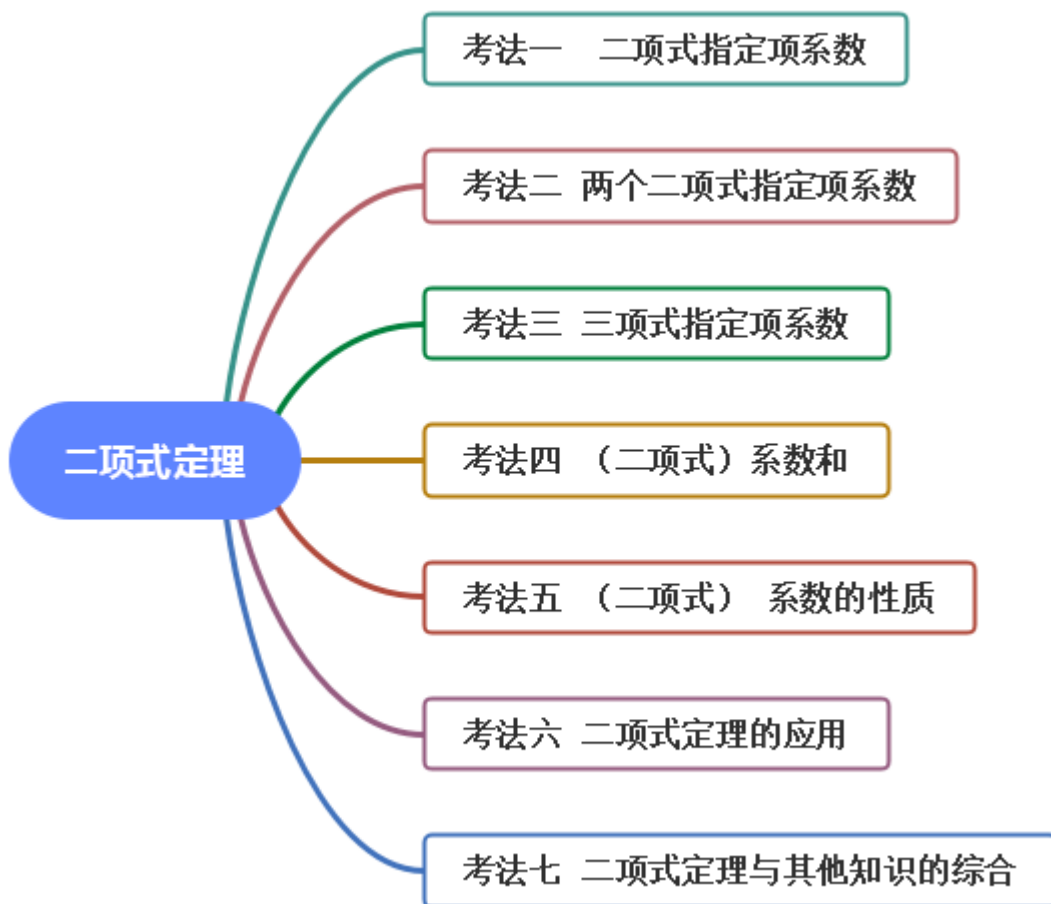 考法一 二项式指定项系数
考法二 两个二项式指定项系数
考法三 三项式指定项系数
二项式定理
考法四 （二项式）系数和
考法五 （二项式） 系数的性质
考法六 二项式定理的应用
考法七 二项式定理与其他知识的综合